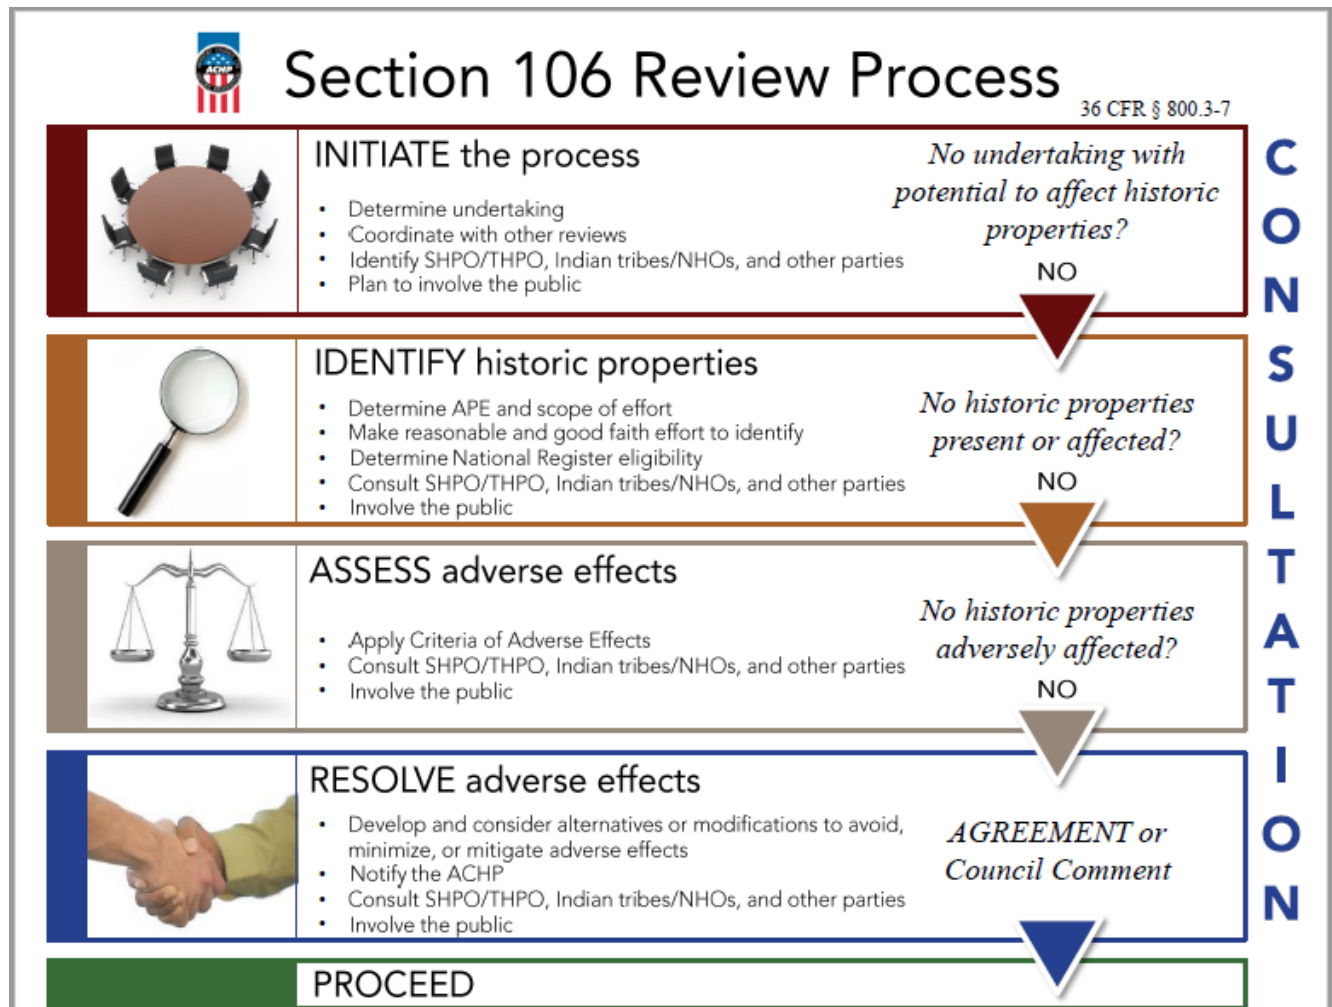 ACHP
Section 106 Review Process
36 CFR § 800.3-7
INITIATE the process
• Determine undertaking
• Coordinate with other reviews
• Identify SHPO/THPO, Indian tribes/NHOs, and other parties
• Plan to involve the public
No undertaking with
potential to affect historic
properties?
NO
IDENTIFY historic properties
• Determine APE and scope of effort
• Make reasonable and good faith effort to identify
• Determine National Register eligibility
• Consult SHPO/THPO, Indian tribes/NHOs, and other parties
• Involve the public
No historic properties
present or affected?
NO
ASSESS adverse effects
• Apply Criteria of Adverse Effects
• Consult SHPO/THPO, Indian tribes/NHOs, and other parties
• Involve the public
No historic properties
adversely affected?
NO
RESOLVE adverse effects
• Develop and consider alternatives or modifications to avoid,
minimize, or mitigate adverse effects
• Notify the ACHP
• Consult SHPO/THPO, Indian tribes/NHOs, and other parties
• Involve the public
AGREEMENT or
Council Comment
PROCEED
CONSULTATION